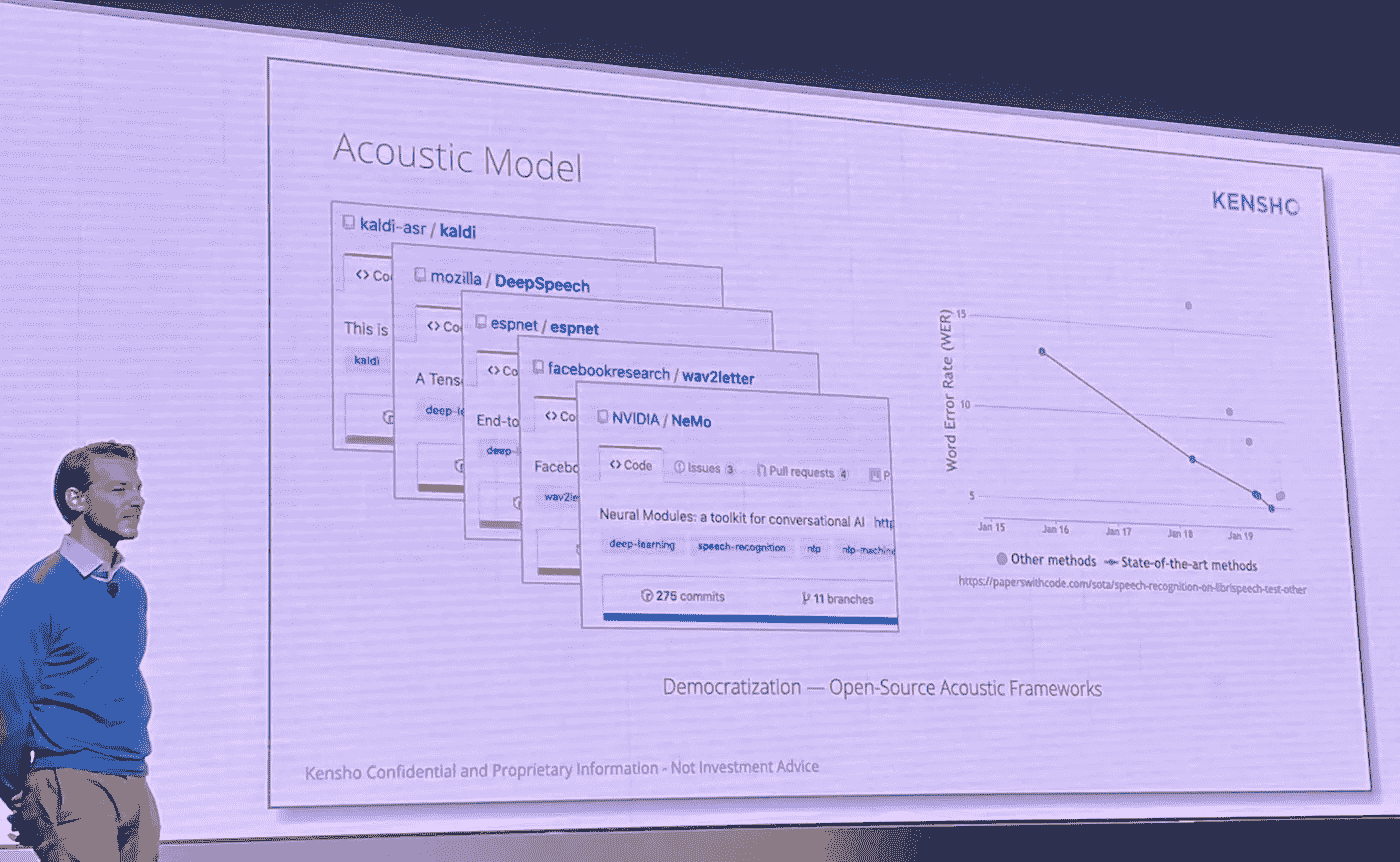 Acoustic Model
KENSHO
kaldi-asr / kaldi
<> Co
This is
kaldi
mozilla / DeepSpeech
<> Co
A Tens
deep-le
espnet / espnet
<> Co
End-to
deep-
facebookresearch / wav2letter
<> Co
Facebo
wav2le
NVIDIA / NeMo
<> Code Issues 3 Pull requests 4 P
Neural Modules: a toolkit for conversational AI http
deep-learning speech-recognition nlp nlp-machine
275 commits 11 branches
Word Error Rate (WER)
15
10
5
Jan 15 Jan 16 Jan 17 Jan 18 Jan 19
Other methods State-of-the-art methods
https://paperswithcode.com/sota/speech-recognition-on-librispeech-test-other
Democratization — Open-Source Acoustic Frameworks
Kensho Confidential and Proprietary Information - Not Investment Advice